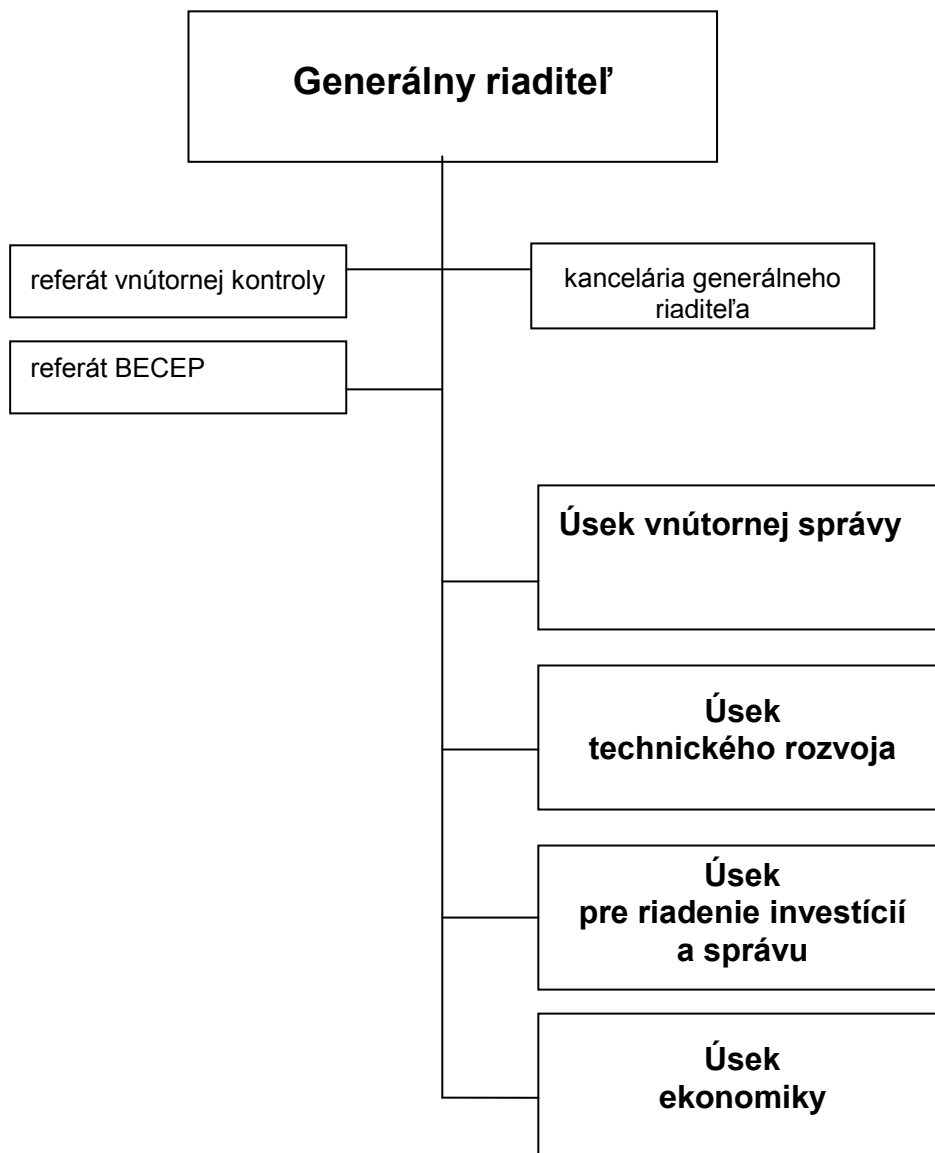 Generálny riaditeľ
referát vnútornej kontroly
kancelária generálneho
riaditeľa
referát BECEP
Úsek vnútornej správy
Úsek
technického rozvoja
Úsek
pre riadenie investícií
a správu
Úsek
ekonomiky